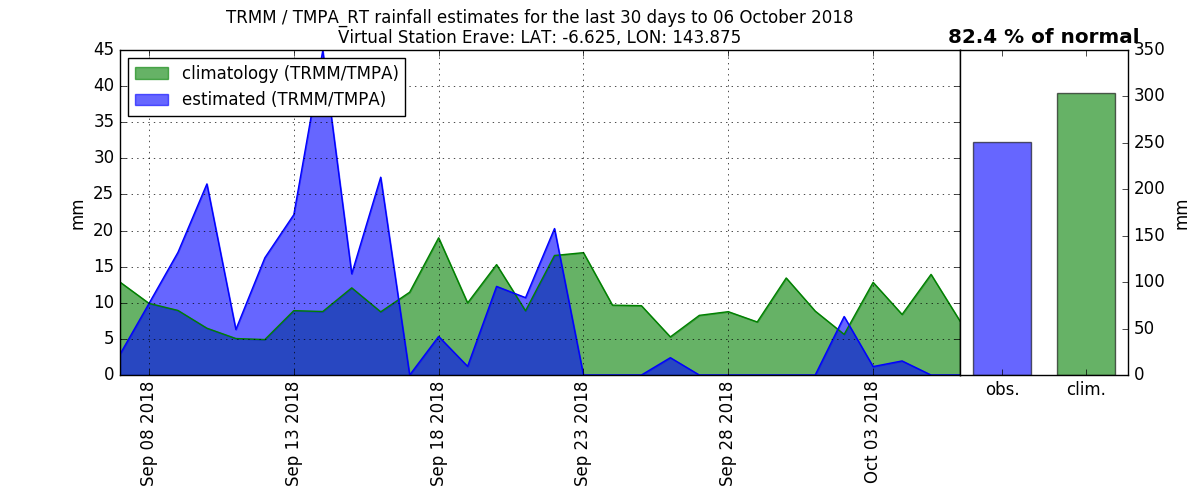 TRMM / TMPA_RT rainfall estimates for the last 30 days to 06 October 2018
Virtual Station Erave: LAT: -6.625, LON: 143.875
82.4 % of normal
climatology (TRMM/TMPA)
estimated (TRMM/TMPA)
mm
45
40
35
30
25
20
15
10
5
0
Sep 08 2018
Sep 13 2018
Sep 18 2018
Sep 23 2018
Sep 28 2018
Oct 03 2018
obs.
clim.
350
300
250
200
150
100
50
0
mm